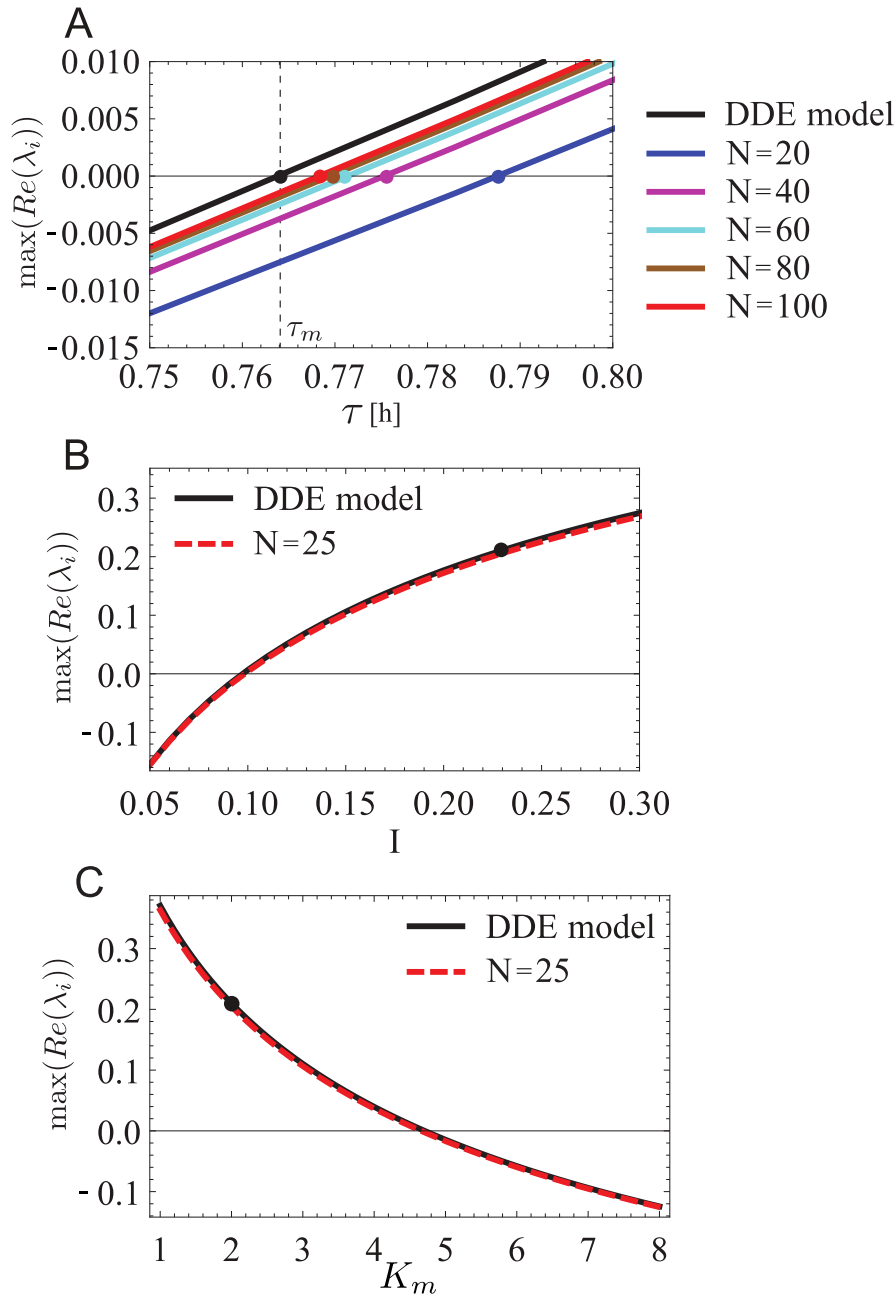 A
max(Re(λᵢ))
0.010
0.005
0.000
-0.005
-0.010
-0.015
τₘ
0.75 0.76 0.77 0.78 0.79 0.80
τ [h]
DDE model
N=20
N=40
N=60
N=80
N=100
B
max(Re(λᵢ))
0.3
0.2
0.1
0.0
-0.1
DDE model
N=25
0.05 0.10 0.15 0.20 0.25 0.30
I
C
max(Re(λᵢ))
0.3
0.2
0.1
0.0
-0.1
DDE model
N=25
1 2 3 4 5 6 7 8
Kₘ